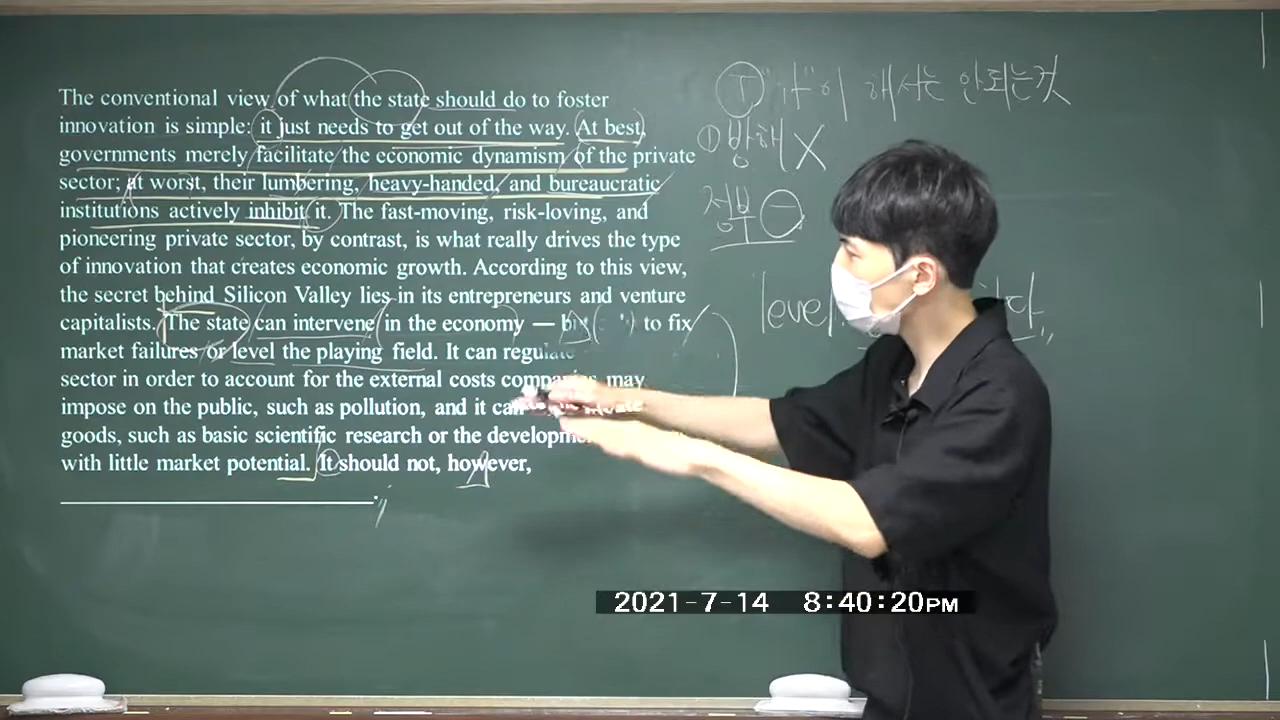 The conventional view of what the state should do to foster
innovation is simple: it just needs to get out of the way. At best,
governments merely facilitate the economic dynamism of the private
sector; at worst, their lumbering, heavy-handed, and bureaucratic
institutions actively inhibit it. The fast-moving, risk-loving, and
pioneering private sector, by contrast, is what really drives the type
of innovation that creates economic growth. According to this view,
the secret behind Silicon Valley lies in its entrepreneurs and venture
capitalists. The state can intervene in the economy — to fix
market failures or level the playing field. It can regulate
sector in order to account for the external costs companies may
impose on the public, such as pollution, and it can
goods, such as basic scientific research or the
with little market potential. It should not, however,
T "it"이 해서는 안되는 것
① 방해 X
정부 ㊀
level
2021-7-14 8:40:20PM